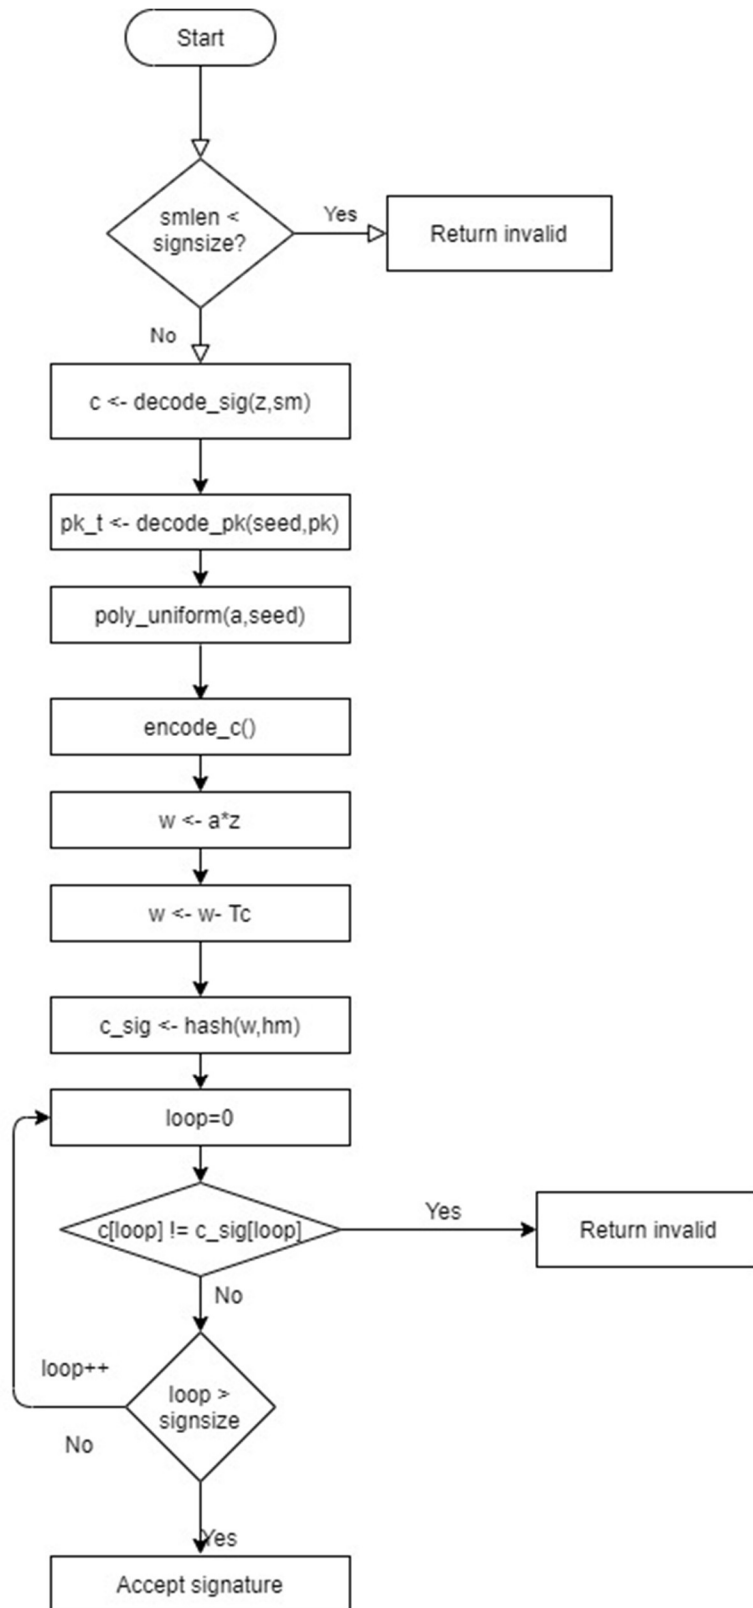 Start
smlen <
signsize?
Yes
Return invalid
No
c <- decode_sig(z,sm)
pk_t <- decode_pk(seed,pk)
poly_uniform(a,seed)
encode_c()
w <- a*z
w <- w- Tc
c_sig <- hash(w,hm)
loop=0
c[loop] != c_sig[loop]
Yes
Return invalid
No
loop++
loop >
signsize
No
Yes
Accept signature